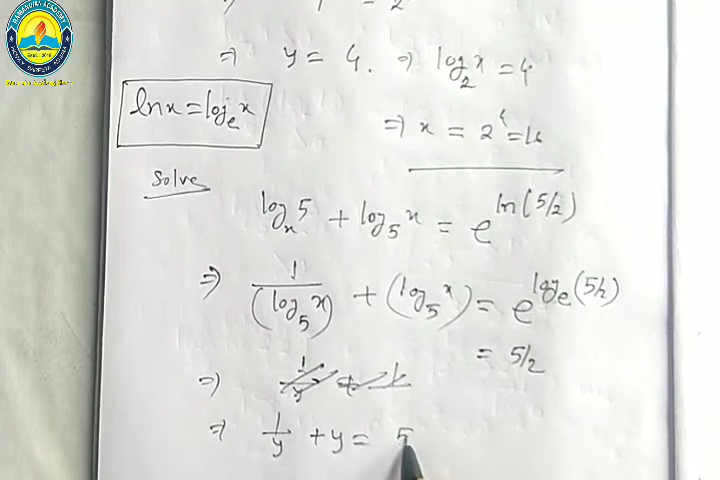 ⇒ y = 4. ⇒ log₂x = 4
ln x = logₑx
⇒ x = 2⁴ = 16
Solve
logₓ5 + log₅x = e^ln(5/2)
⇒ 1/(log₅x) + (log₅x) = e^logₑ(5/2)
= 5/2
⇒
⇒ 1/y + y = 5